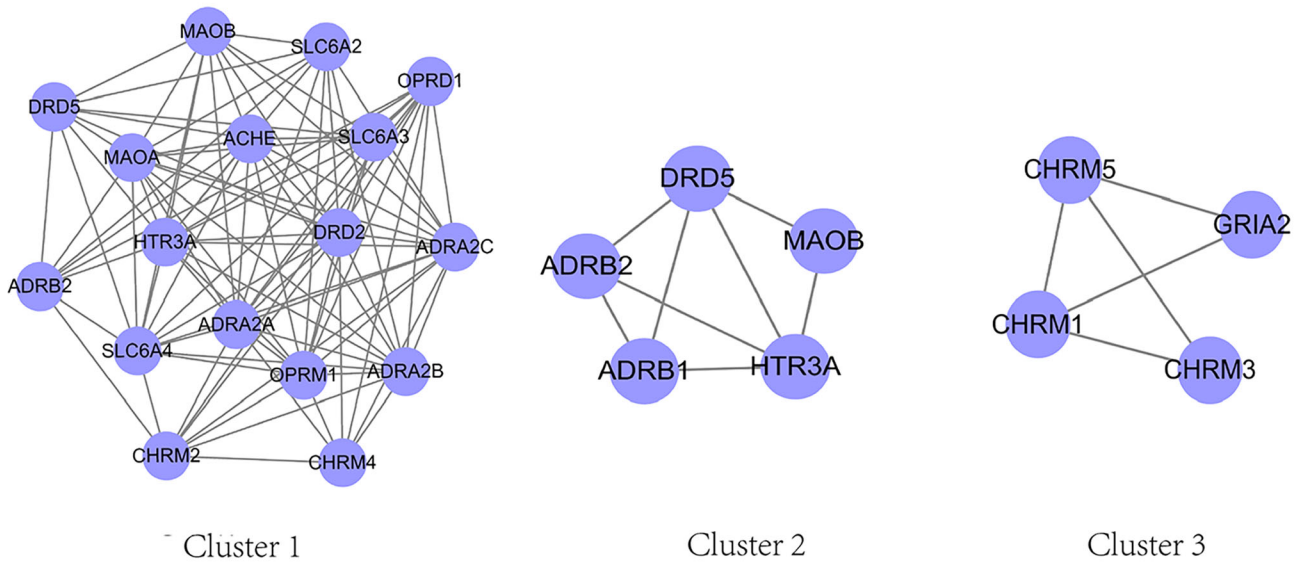 MAOB
SLC6A2
OPRD1
DRD5
ACHE
SLC6A3
MAOA
HTR3A
DRD2
ADRA2C
ADRB2
ADRA2A
SLC6A4
OPRM1
ADRA2B
CHRM2
CHRM4
Cluster 1
DRD5
MAOB
ADRB2
ADRB1
HTR3A
Cluster 2
CHRM5
GRIA2
CHRM1
CHRM3
Cluster 3